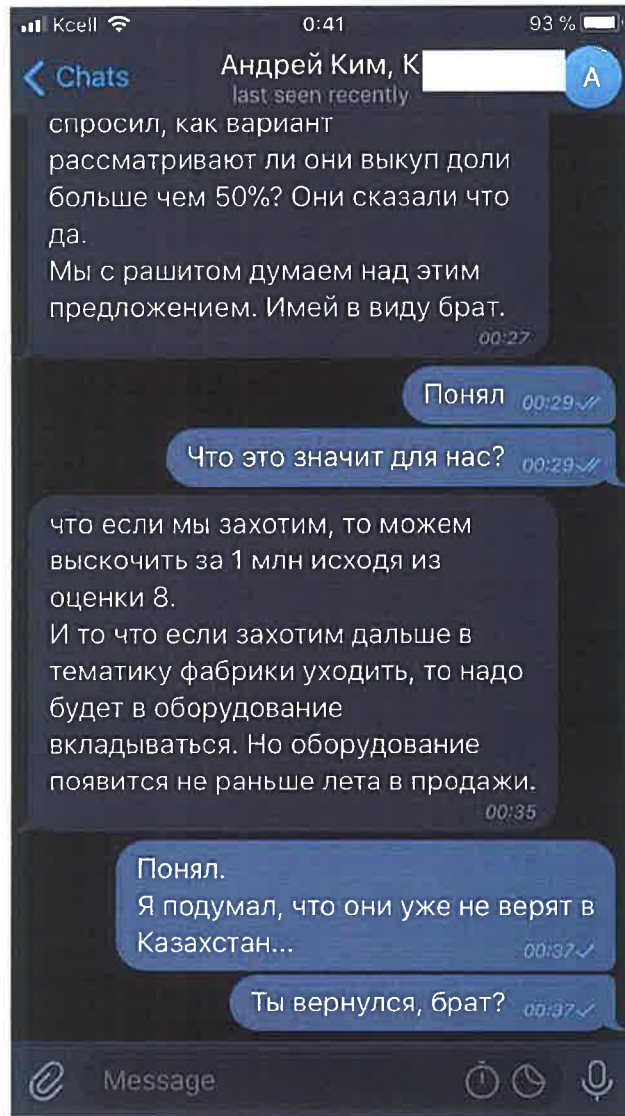 Kcell 0:41 93 %
Chats Андрей Ким, К A
last seen recently
спросил, как вариант
рассматривают ли они выкуп доли
больше чем 50%? Они сказали что
да.
Мы с рашитом думаем над этим
предложением. Имей в виду брат.
00:27
Понял 00:29
Что это значит для нас? 00:29
что если мы захотим, то можем
выскочить за 1 млн исходя из
оценки 8.
И то что если захотим дальше в
тематику фабрики уходить, то надо
будет в оборудование
вкладываться. Но оборудование
появится не раньше лета в продажи.
00:35
Понял.
Я подумал, что они уже не верят в
Казахстан... 00:37
Ты вернулся, брат? 00:37
Message